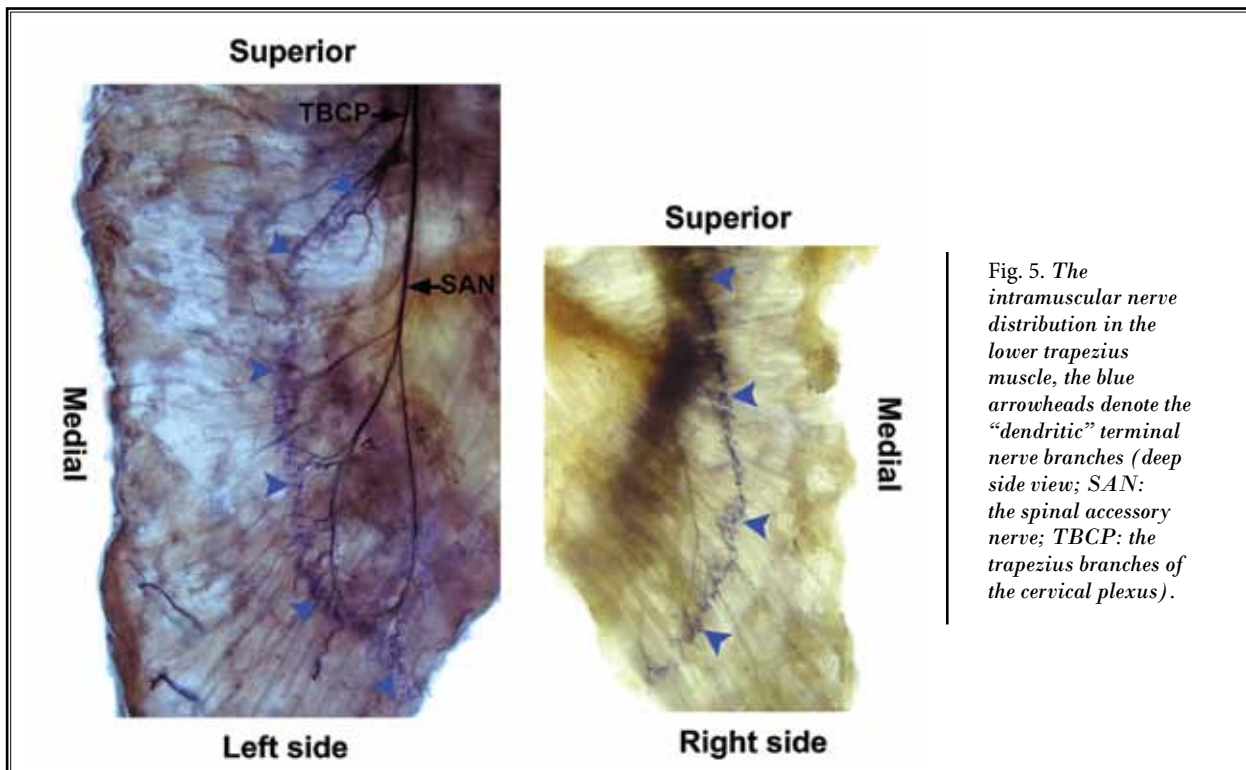 Superior
TBCP
SAN
Medial
Left side
Superior
Medial
Right side
Fig. 5. The
intramuscular nerve
distribution in the
lower trapezius
muscle, the blue
arrowheads denote the
“dendritic” terminal
nerve branches (deep
side view; SAN:
the spinal accessory
nerve; TBCP: the
trapezius branches of
the cervical plexus).